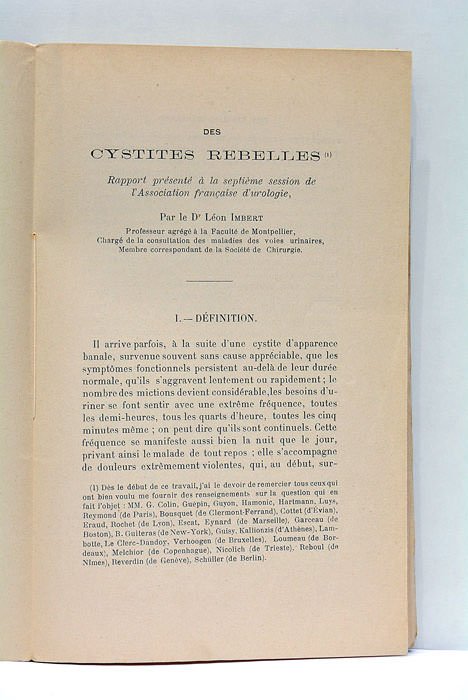 DES
CYSTITES REBELLES (1)
Rapport présenté à la septième session de
l'Association française d'urologie,
Par le Dr Léon IMBERT
Professeur agrégé à la Faculté de Montpellier,
Chargé de la consultation des maladies des voies urinaires,
Membre correspondant de la Société de Chirurgie.
I. — DÉFINITION.
Il arrive parfois, à la suite d'une cystite d'apparence
banale, survenue souvent sans cause appréciable, que les
symptômes fonctionnels persistent au-delà de leur durée
normale, qu'ils s'aggravent lentement ou rapidement ; le
nombre des mictions devient considérable, les besoins d'u-
riner se font sentir avec une extrême fréquence, toutes
les demi-heures, tous les quarts d'heure, toutes les cinq
minutes même ; on peut dire qu'ils sont continuels. Cette
fréquence se manifeste aussi bien la nuit que le jour,
privant ainsi le malade de tout repos ; elle s'accompagne
de douleurs extrêmement violentes, qui, au début, sur-
(1) Dès le début de ce travail, j'ai le devoir de remercier tous ceux qui
ont bien voulu me fournir des renseignements sur la question qui en
fait l'objet : MM. G. Colin, Guépin, Guyon, Hamonic, Hartmann, Luys,
Reymond (de Paris), Bousquet (de Clermont-Ferrand), Cottet (d'Évian),
Eraud, Rochet (de Lyon), Escat, Eynard (de Marseille), Garceau (de
Boston), R. Guiteras (de New-York), Guisy, Kallionzis (d'Athènes), Lam-
botte, Le Clerc-Dandoy, Verhoogen (de Bruxelles), Loumeau (de Bor-
deaux), Melchior (de Copenhague), Nicolich (de Trieste), Reboul (de
Nîmes), Reverdin (de Genève), Schüller (de Berlin).